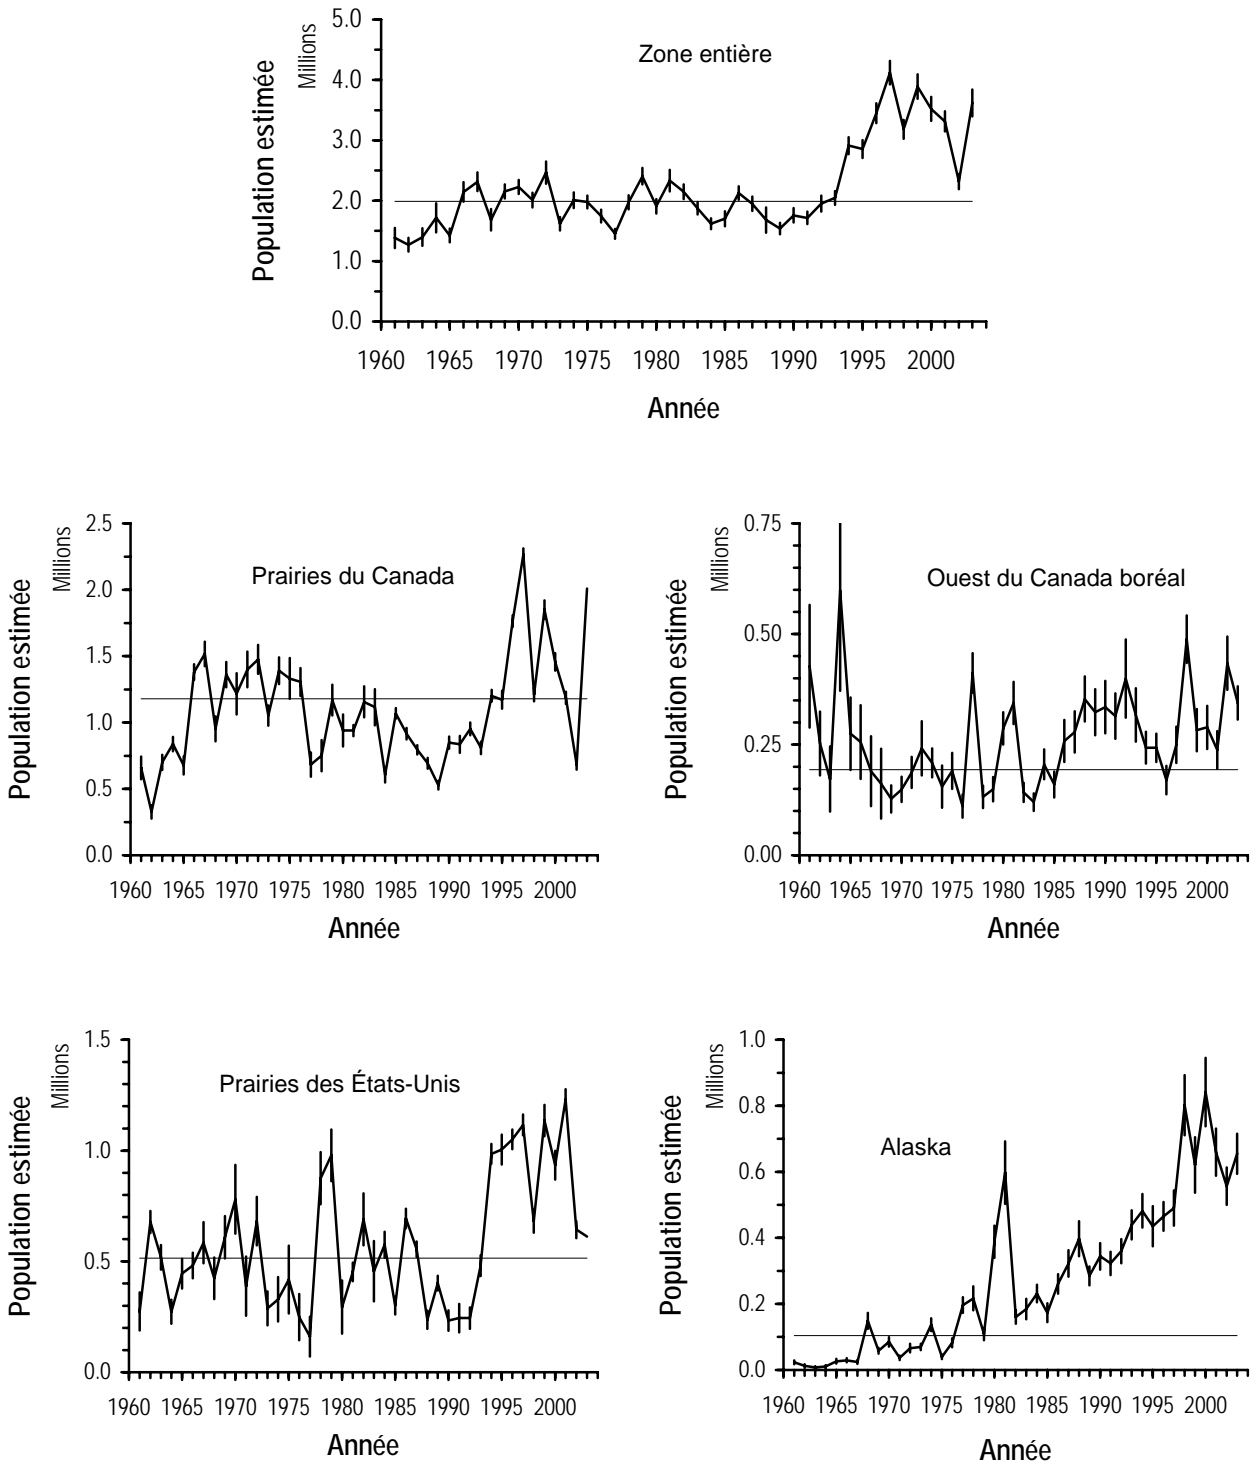 Zone entière
Population estimée
Millions
5.0
4.0
3.0
2.0
1.0
0.0
1960 1965 1970 1975 1980 1985 1990 1995 2000
Année
Prairies du Canada
Population estimée
Millions
2.5
2.0
1.5
1.0
0.5
0.0
1960 1965 1970 1975 1980 1985 1990 1995 2000
Année
Ouest du Canada boréal
Population estimée
Millions
0.75
0.50
0.25
0.00
1960 1965 1970 1975 1980 1985 1990 1995 2000
Année
Prairies des États-Unis
Population estimée
Millions
1.5
1.0
0.5
0.0
1960 1965 1970 1975 1980 1985 1990 1995 2000
Année
Alaska
Population estimée
Millions
1.0
0.8
0.6
0.4
0.2
0.0
1960 1965 1970 1975 1980 1985 1990 1995 2000
Année